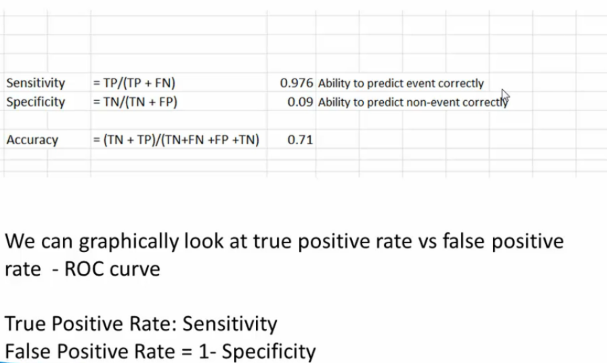 Sensitivity = TP/(TP + FN) 0.976 Ability to predict event correctly
Specificity = TN/(TN + FP) 0.09 Ability to predict non-event correctly
Accuracy = (TN + TP)/(TN+FN +FP +TN) 0.71
We can graphically look at true positive rate vs false positive
rate - ROC curve
True Positive Rate: Sensitivity
False Positive Rate = 1- Specificity